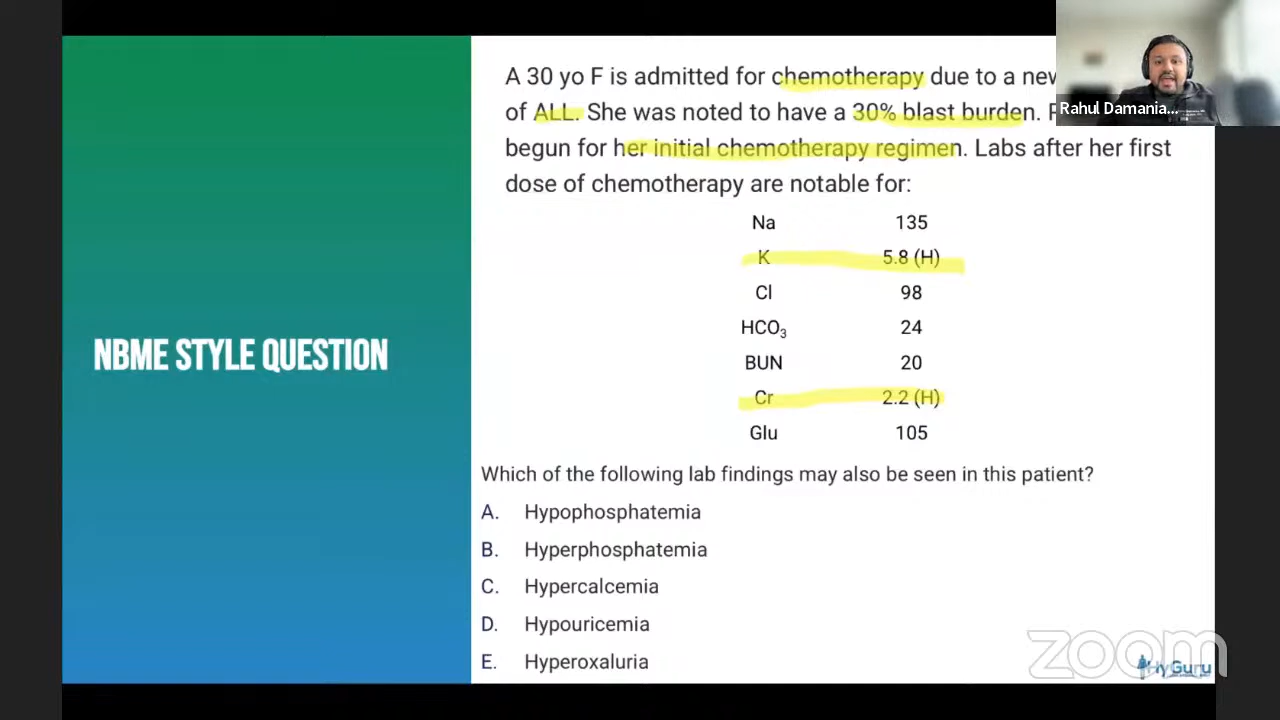 A 30 yo F is admitted for chemotherapy due to a new
of ALL. She was noted to have a 30% blast burden.
begun for her initial chemotherapy regimen. Labs after her first
dose of chemotherapy are notable for:
Rahul Damania...
Na 135
K 5.8 (H)
Cl 98
HCO₃ 24
BUN 20
Cr 2.2 (H)
Glu 105
NBME STYLE QUESTION
Which of the following lab findings may also be seen in this patient?
A. Hypophosphatemia
B. Hyperphosphatemia
C. Hypercalcemia
D. Hypouricemia
E. Hyperoxaluria
zoom
HyGuru